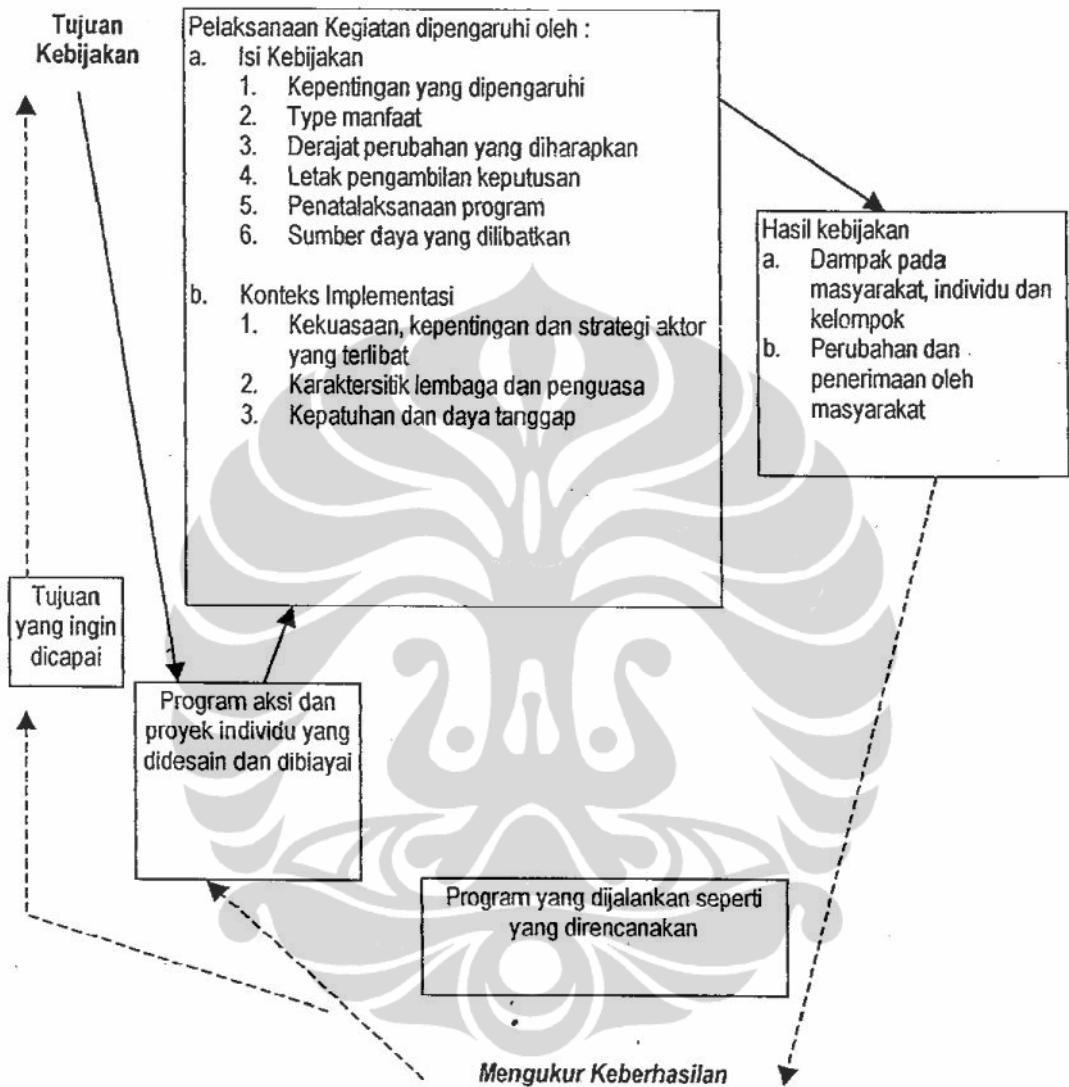 Tujuan
Kebijakan
Pelaksanaan Kegiatan dipengaruhi oleh :
a. Isi Kebijakan
1. Kepentingan yang dipengaruhi
2. Type manfaat
3. Derajat perubahan yang diharapkan
4. Letak pengambilan keputusan
5. Penatalaksanaan program
6. Sumber daya yang dilibatkan
b. Konteks Implementasi
1. Kekuasaan, kepentingan dan strategi aktor
yang terlibat
2. Karaktersitik lembaga dan penguasa
3. Kepatuhan dan daya tanggap
Hasil kebijakan
a. Dampak pada
masyarakat, individu dan
kelompok
b. Perubahan dan
penerimaan oleh
masyarakat
Tujuan
yang ingin
dicapai
Program aksi dan
proyek individu yang
didesain dan dibiayai
Program yang dijalankan seperti
yang direncanakan
Mengukur Keberhasilan